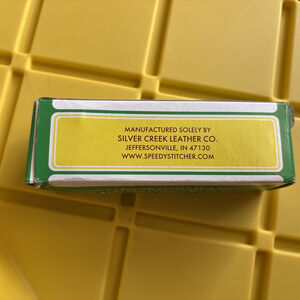 MANUFACTURED SOLELY BY
SILVER CREEK LEATHER CO.
JEFFERSONVILLE, IN 47130
WWW.SPEEDYSTITCHER.COM